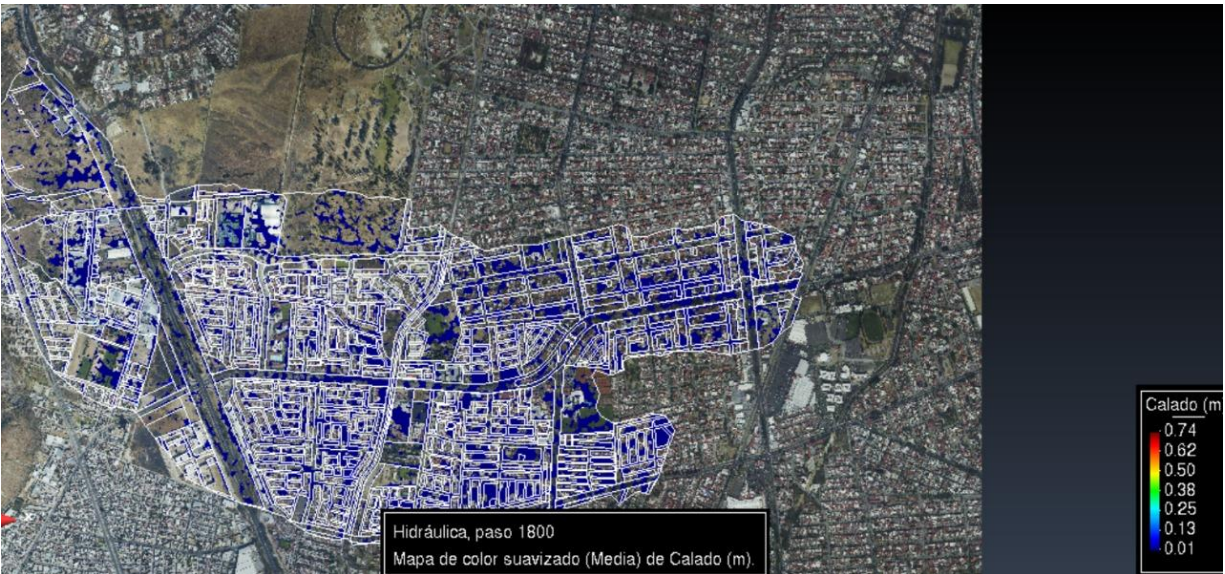 Calado (m
0.74
0.62
0.50
0.38
0.25
0.13
0.01
Hidráulica, paso 1800
Mapa de color suavizado (Media) de Calado (m).